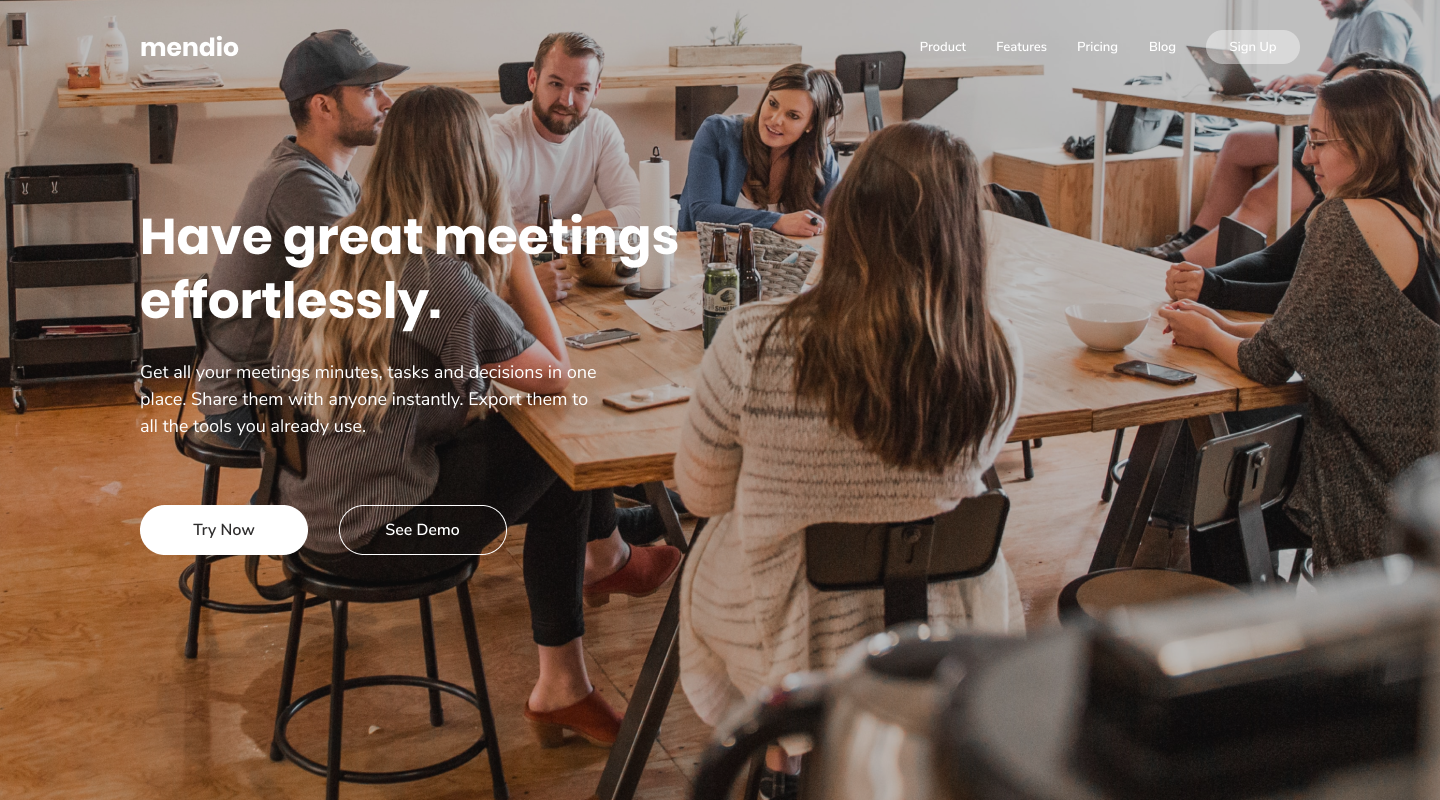 mendio
Product Features Pricing Blog Sign Up
Have great meetings
effortlessly.
Get all your meetings minutes, tasks and decisions in one
place. Share them with anyone instantly. Export them to
all the tools you already use.
Try Now See Demo